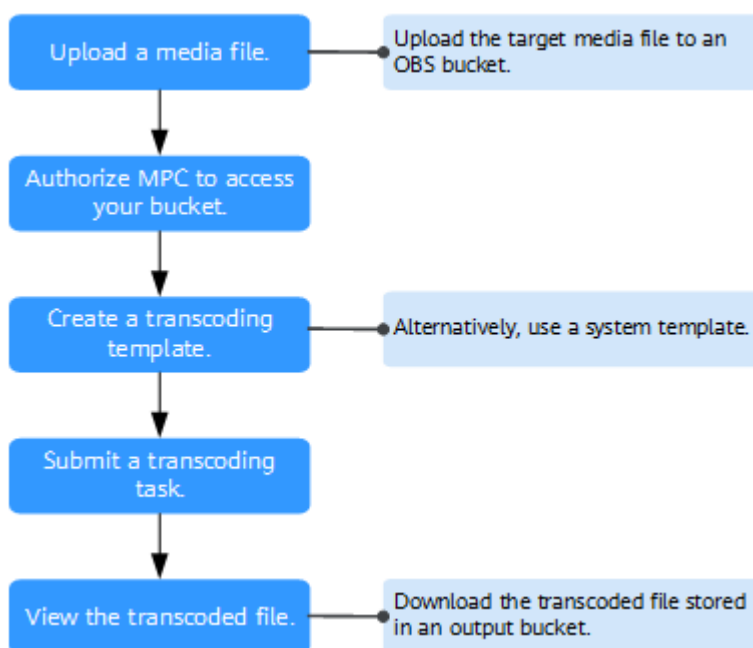 Upload a media file.
Upload the target media file to an
OBS bucket.
Authorize MPC to access
your bucket.
Create a transcoding
template.
Alternatively, use a system template.
Submit a transcoding
task.
View the transcoded file.
Download the transcoded file stored
in an output bucket.